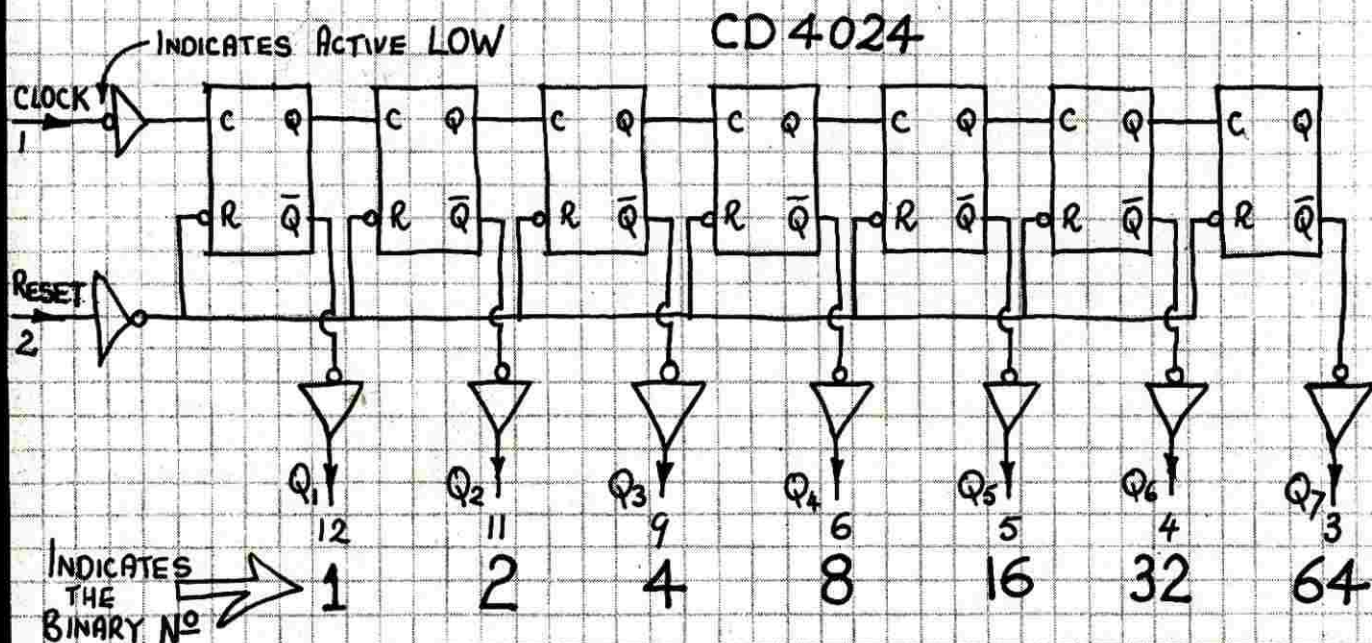 CD 4024
INDICATES ACTIVE LOW
CLOCK
1
C Q C Q C Q C Q C Q C Q C Q
R Q̅ R Q̅ R Q̅ R Q̅ R Q̅ R Q̅ R Q̅
RESET
2
Q1 Q2 Q3 Q4 Q5 Q6 Q7
12 11 9 6 5 4 3
INDICATES
THE
BINARY Nº
1 2 4 8 16 32 64